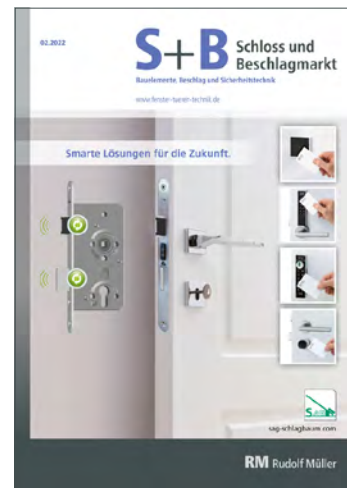 02.2022
S+B Schloss und
Beschlagmarkt
Bauelemente, Beschlag und Sicherheitstechnik
www.fenster-tueren-technik.de
Smarte Lösungen für die Zukunft.
sag-schlagbaum.com
RM Rudolf Müller